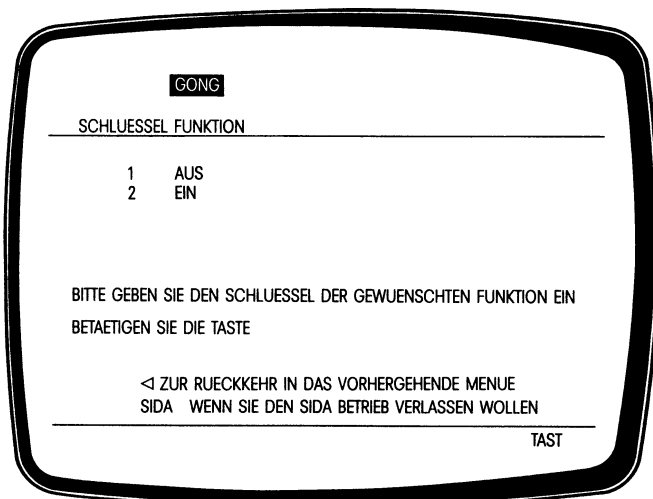 GONG
SCHLUESSEL FUNKTION
1 AUS
2 EIN
BITTE GEBEN SIE DEN SCHLUESSEL DER GEWUENSCHTEN FUNKTION EIN
BETAETIGEN SIE DIE TASTE
◁ ZUR RUECKKEHR IN DAS VORHERGEHENDE MENUE
SIDA WENN SIE DEN SIDA BETRIEB VERLASSEN WOLLEN
TAST